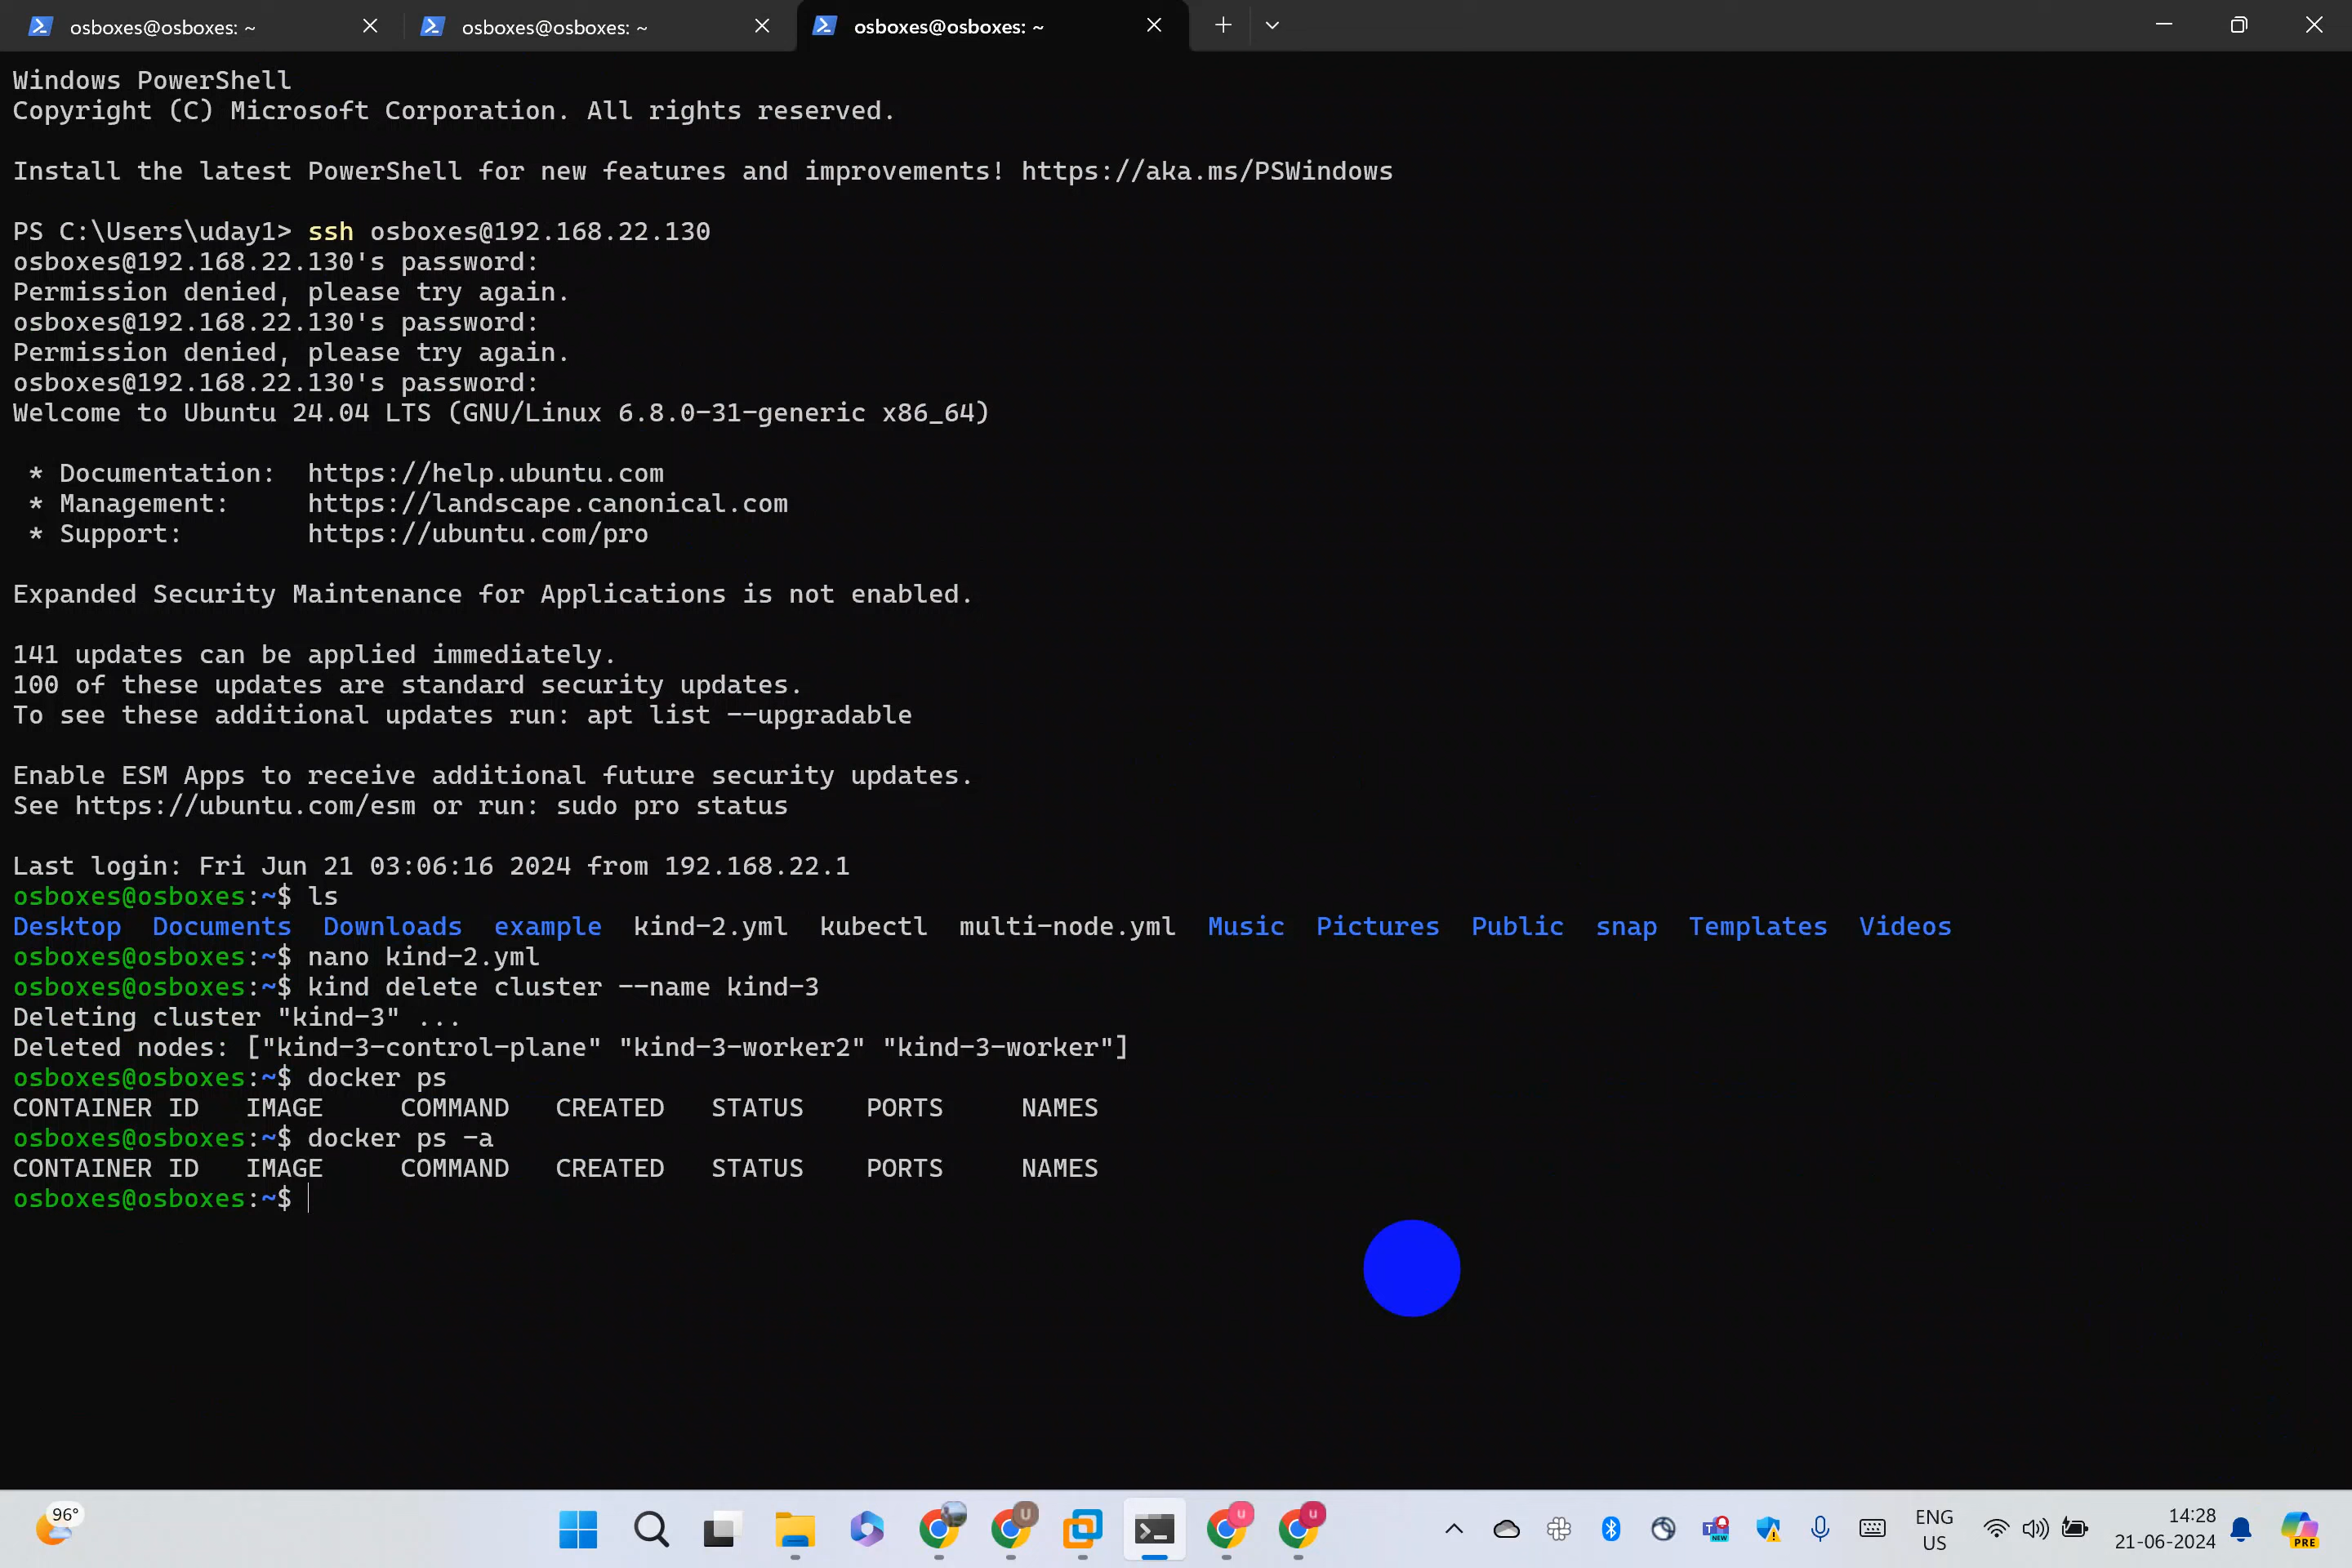 osboxes@osboxes: ~
osboxes@osboxes: ~
osboxes@osboxes: ~
Windows PowerShell
Copyright (C) Microsoft Corporation. All rights reserved.
Install the latest PowerShell for new features and improvements! https://aka.ms/PSWindows
PS C:\Users\uday1> ssh osboxes@192.168.22.130
osboxes@192.168.22.130's password:
Permission denied, please try again.
osboxes@192.168.22.130's password:
Permission denied, please try again.
osboxes@192.168.22.130's password:
Welcome to Ubuntu 24.04 LTS (GNU/Linux 6.8.0-31-generic x86_64)
* Documentation:  https://help.ubuntu.com
* Management:     https://landscape.canonical.com
* Support:        https://ubuntu.com/pro
Expanded Security Maintenance for Applications is not enabled.
141 updates can be applied immediately.
100 of these updates are standard security updates.
To see these additional updates run: apt list --upgradable
Enable ESM Apps to receive additional future security updates.
See https://ubuntu.com/esm or run: sudo pro status
Last login: Fri Jun 21 03:06:16 2024 from 192.168.22.1
osboxes@osboxes:~$ ls
Desktop  Documents  Downloads  example  kind-2.yml  kubectl  multi-node.yml  Music  Pictures  Public  snap  Templates  Videos
osboxes@osboxes:~$ nano kind-2.yml
osboxes@osboxes:~$ kind delete cluster --name kind-3
Deleting cluster "kind-3" ...
Deleted nodes: ["kind-3-control-plane" "kind-3-worker2" "kind-3-worker"]
osboxes@osboxes:~$ docker ps
CONTAINER ID   IMAGE     COMMAND   CREATED   STATUS    PORTS     NAMES
osboxes@osboxes:~$ docker ps -a
CONTAINER ID   IMAGE     COMMAND   CREATED   STATUS    PORTS     NAMES
osboxes@osboxes:~$
96°
U
U
U
NEW
ENG
US
14:28
21-06-2024
PRE